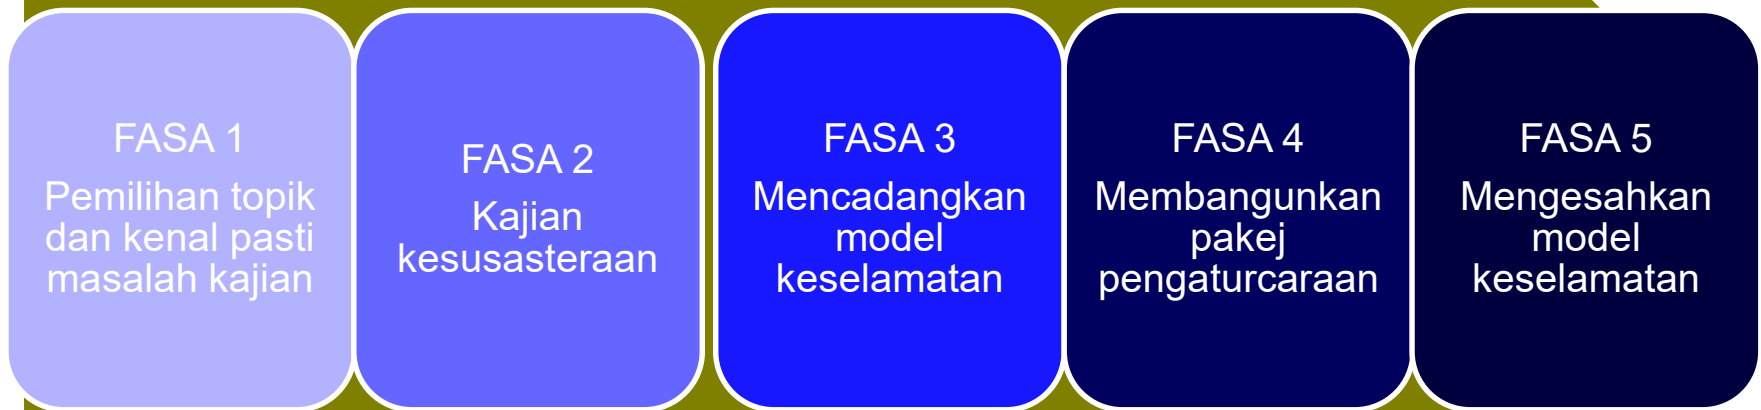 FASA 1
Pemilihan topik
dan kenal pasti
masalah kajian
FASA 2
Kajian
kesusasteraan
FASA 3
Mencadangkan
model
keselamatan
FASA 4
Membangunkan
pakej
pengaturcaraan
FASA 5
Mengesahkan
model
keselamatan